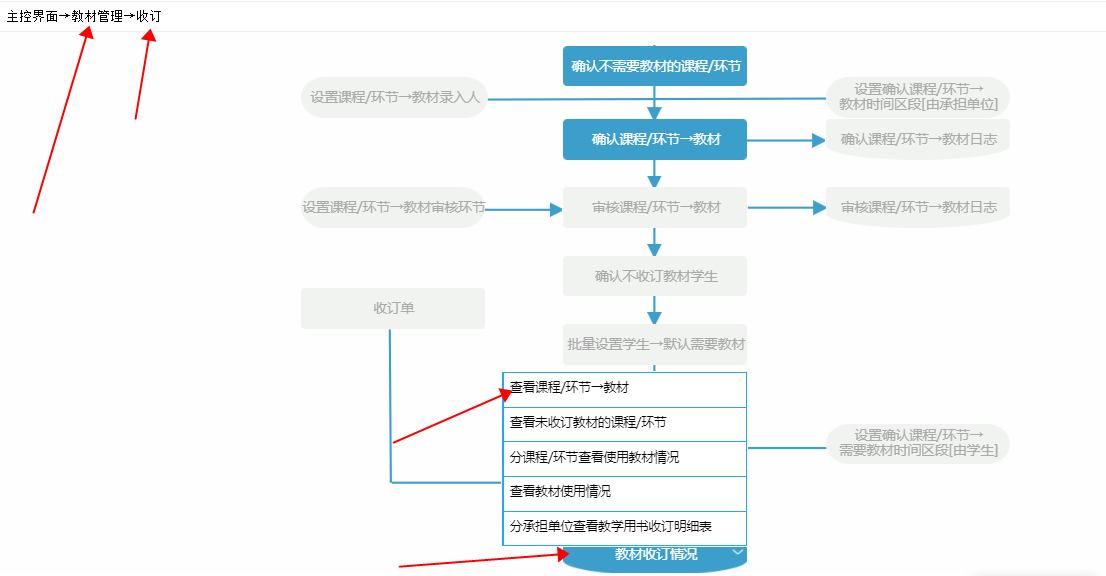 主控界面→教材管理→收订
确认不需要教材的课程/环节
设置课程/环节→教材录入人
设置确认课程/环节→
教材时间区段[由承担单位]
确认课程/环节→教材
确认课程/环节→教材日志
设置课程/环节→教材审核环节
审核课程/环节→教材
审核课程/环节→教材日志
确认不收订教材学生
收订单
批量设置学生→默认需要教材
查看课程/环节→教材
查看未收订教材的课程/环节
设置确认课程/环节→
需要教材时间区段[由学生]
分课程/环节查看使用教材情况
查看教材使用情况
分承担单位查看教学用书收订明细表
教材收订情况